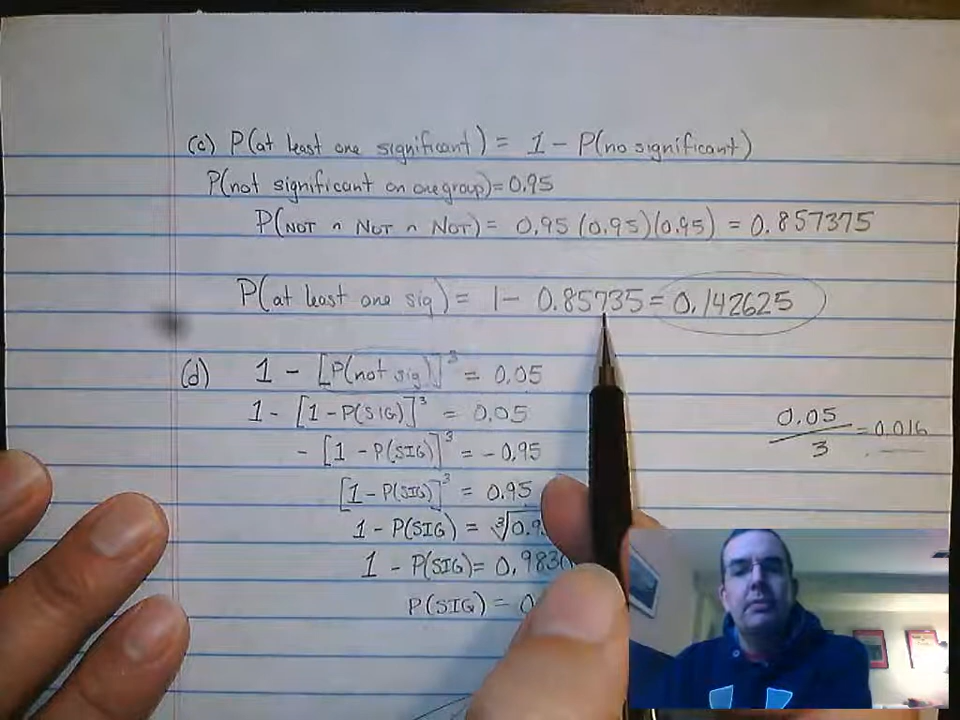 (c) P(at least one significant) = 1 - P(no significant)
P(not significant on one group) = 0.95
P(NOT ∩ NOT ∩ NOT) = 0.95 (0.95)(0.95) = 0.857375
P(at least one sig) = 1 - 0.85735 = 0.142625
(d) 1 - [P(not sig)]³ = 0.05
1 - [1 - P(SIG)]³ = 0.05
- [1 - P(SIG)]³ = - 0.95
[1 - P(SIG)]³ = 0.95
1 - P(SIG) = ³√0.9
1 - P(SIG) = 0.983
P(SIG) = 0
0.05 / 3 = 0.016